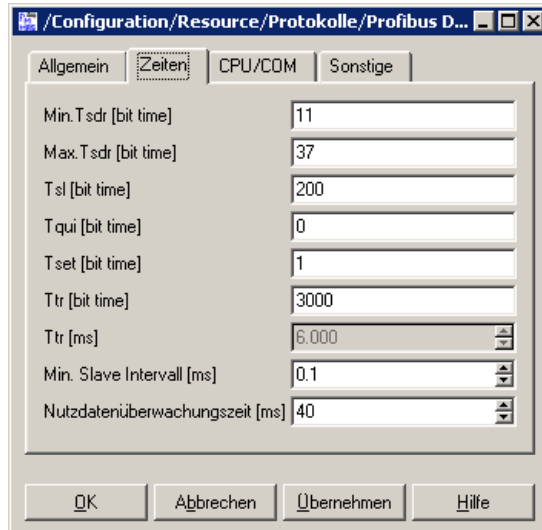 /Configuration/Resource/Protokolle/Profibus D...
Allgemein Zeiten CPU/COM Sonstige
Min.Tsdr [bit time] 11
Max.Tsdr [bit time] 37
Tsl [bit time] 200
Tqui [bit time] 0
Tset [bit time] 1
Ttr [bit time] 3000
Ttr [ms] 6.000
Min. Slave Intervall [ms] 0.1
Nutzdatenüberwachungszeit [ms] 40
OK Abbrechen Übernehmen Hilfe